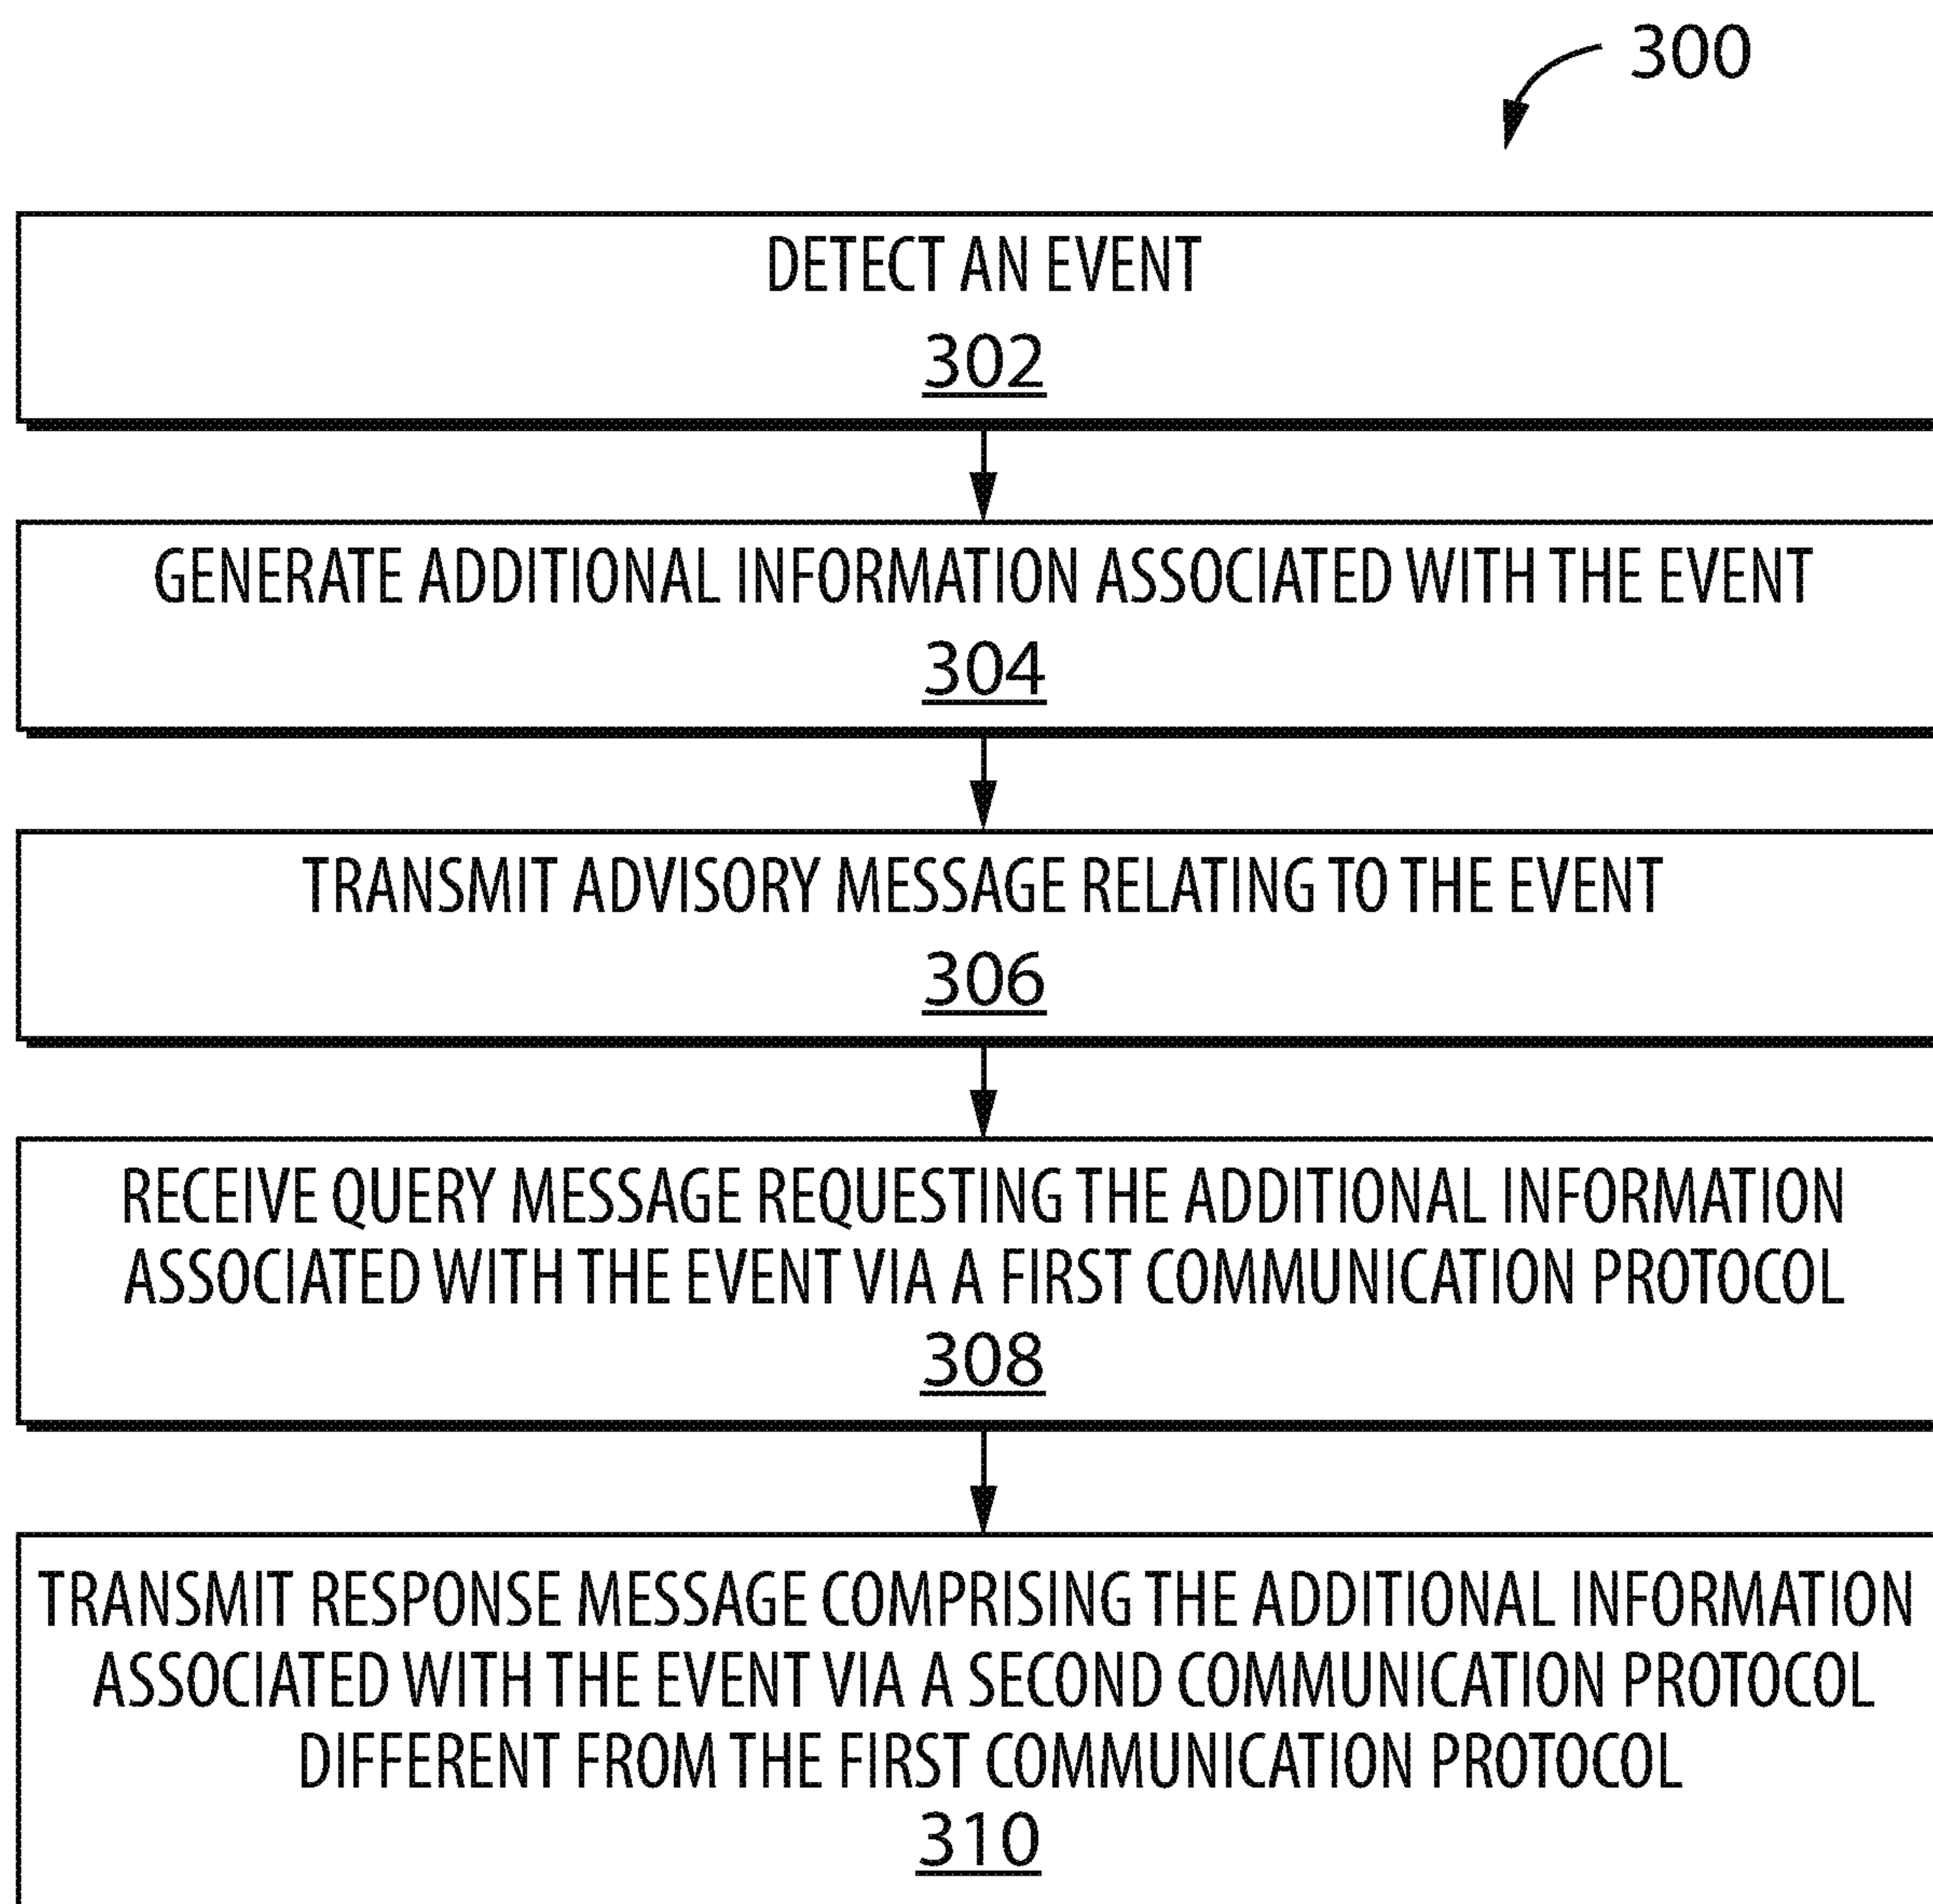 300
DETECT AN EVENT
302
GENERATE ADDITIONAL INFORMATION ASSOCIATED WITH THE EVENT
304
TRANSMIT ADVISORY MESSAGE RELATING TO THE EVENT
306
RECEIVE QUERY MESSAGE REQUESTING THE ADDITIONAL INFORMATION
ASSOCIATED WITH THE EVENT VIA A FIRST COMMUNICATION PROTOCOL
308
TRANSMIT RESPONSE MESSAGE COMPRISING THE ADDITIONAL INFORMATION
ASSOCIATED WITH THE EVENT VIA A SECOND COMMUNICATION PROTOCOL
DIFFERENT FROM THE FIRST COMMUNICATION PROTOCOL
310